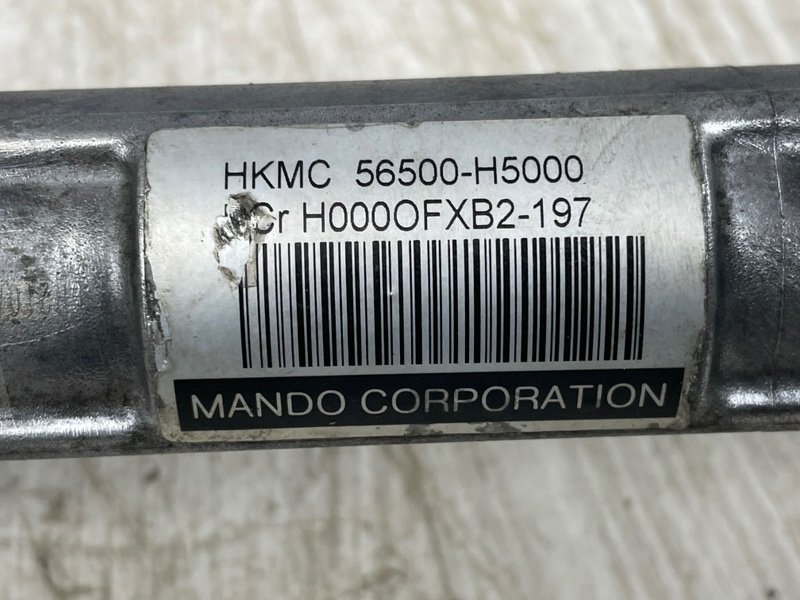 HKMC 56500-H5000
Cr H000OFXB2-197
MANDO CORPORATION